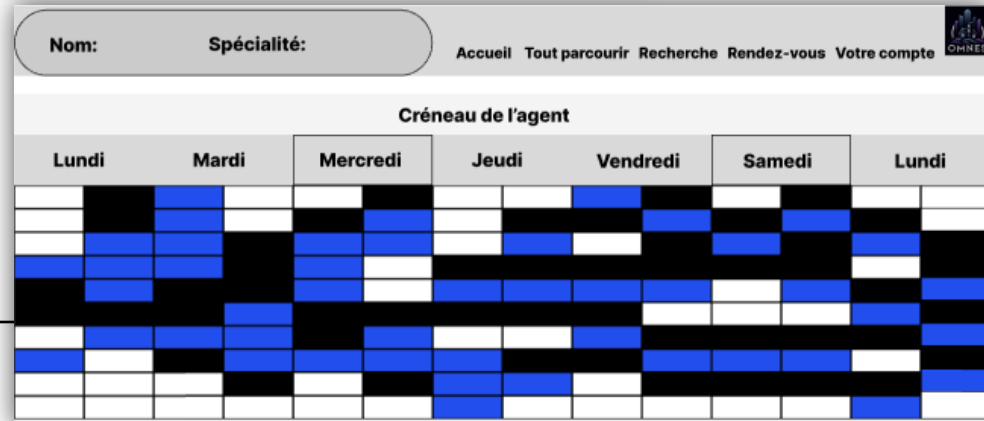 Nom: Spécialité:
Accueil Tout parcourir Recherche Rendez-vous Votre compte
OMNES
Créneau de l'agent
Lundi Mardi Mercredi Jeudi Vendredi Samedi Lundi